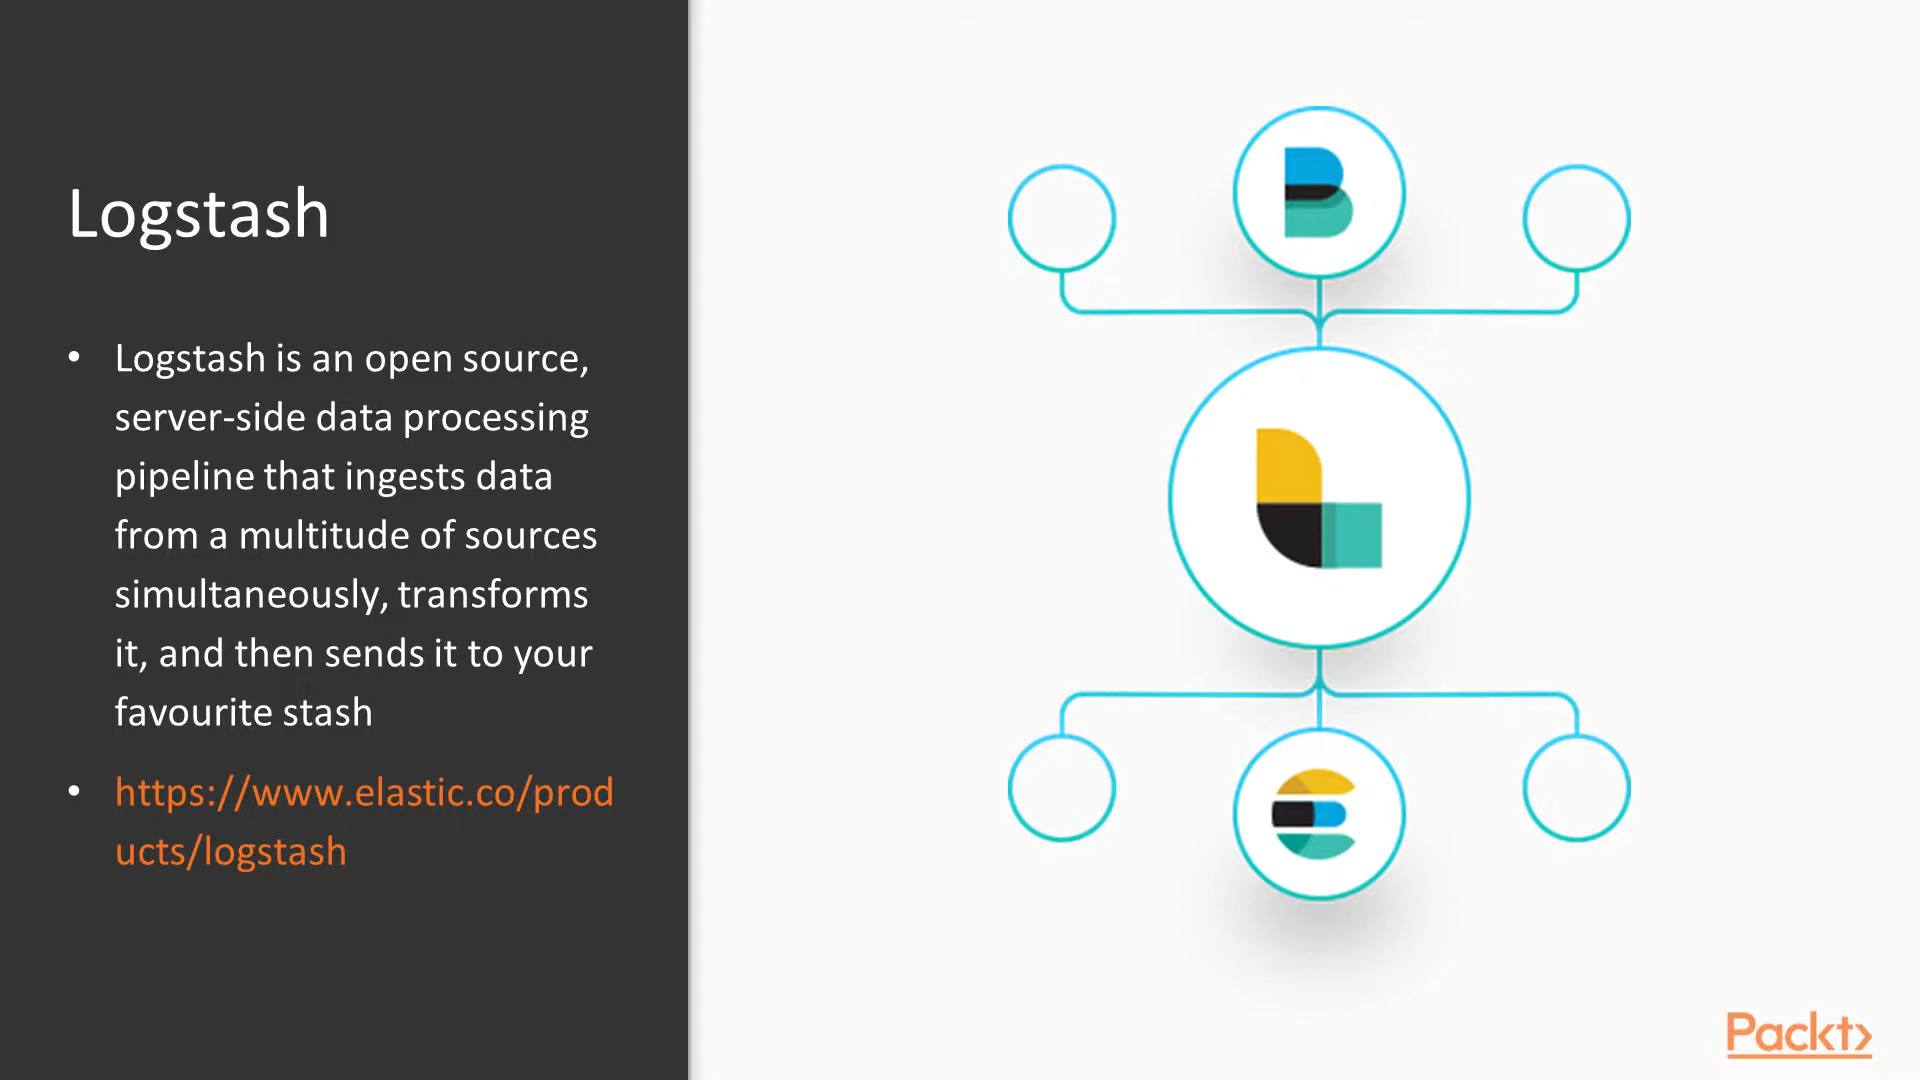 Logstash
• Logstash is an open source,
server-side data processing
pipeline that ingests data
from a multitude of sources
simultaneously, transforms
it, and then sends it to your
favourite stash
• https://www.elastic.co/prod
ucts/logstash
Packt>